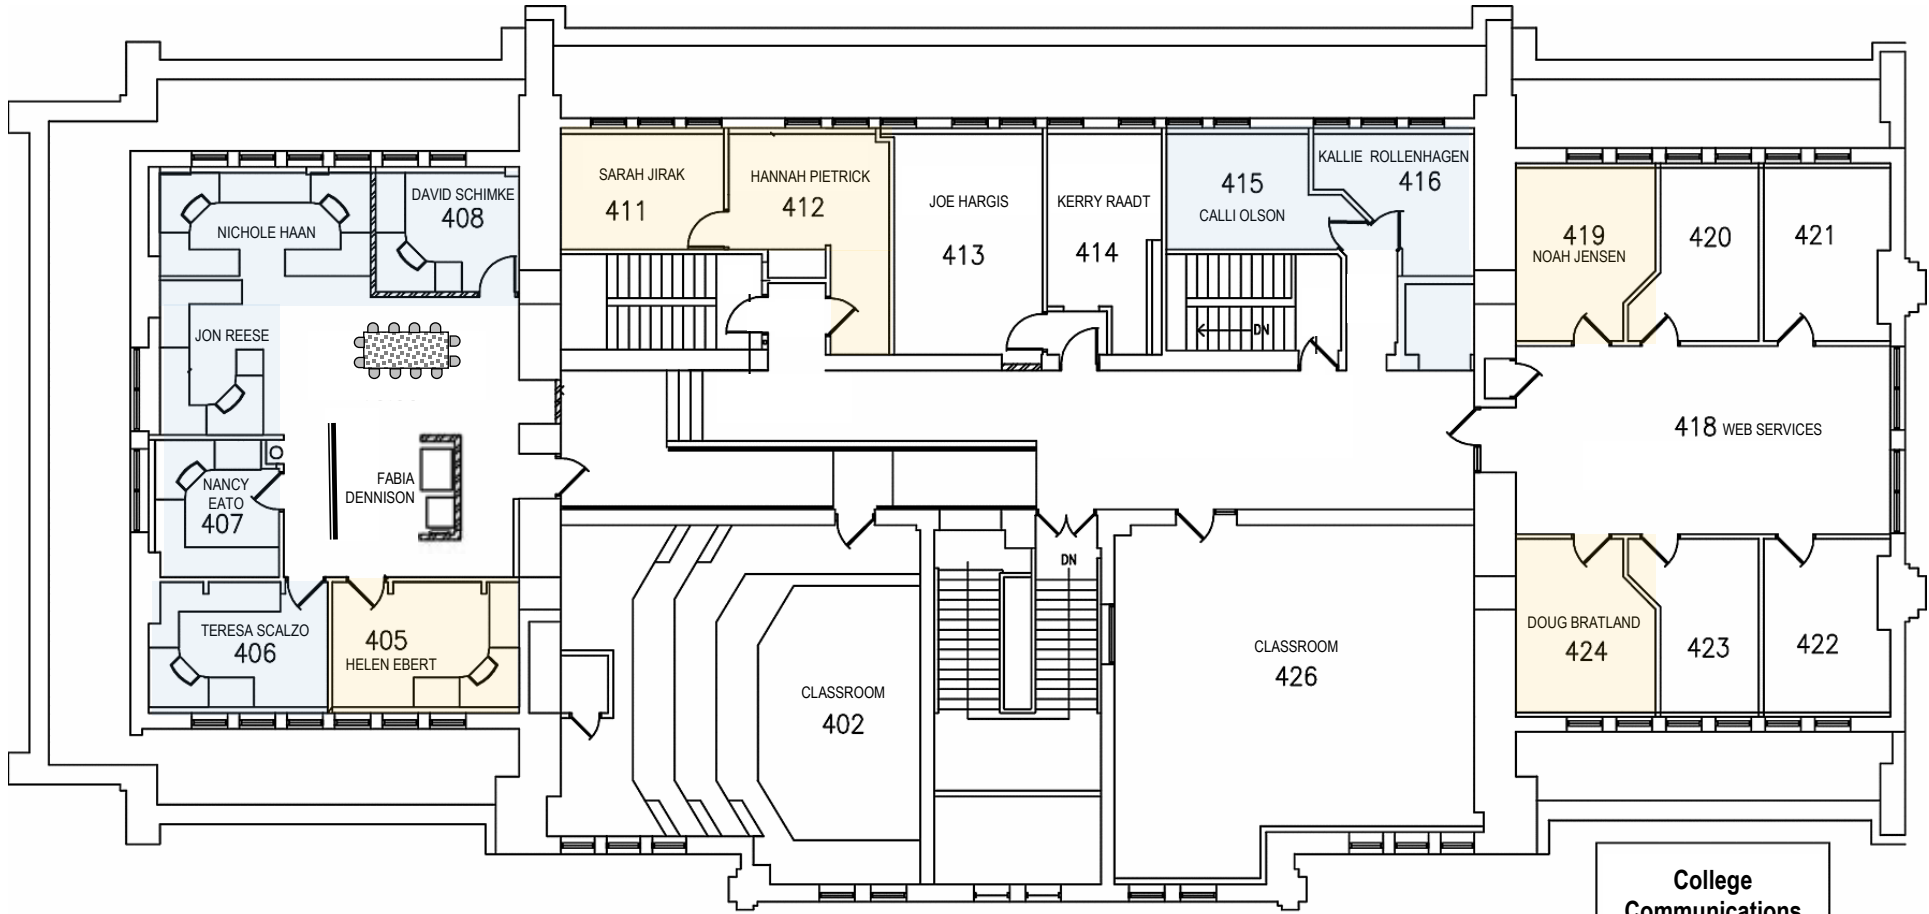 SARAH JIRAK
411
HANNAH PIETRICK
412
JOE HARGIS
413
KERRY RAADT
414
415
CALLI OLSON
KALLIE ROLLENHAGEN
416
DAVID SCHIMKE
408
NICHOLE HAAN
419
NOAH JENSEN
420
421
JON REESE
DN
418 WEB SERVICES
FABIA
DENNISON
NANCY
EATO
407
DN
TERESA SCALZO
406
405
HELEN EBERT
CLASSROOM
402
CLASSROOM
426
DOUG BRATLAND
424
423
422
College
Communications